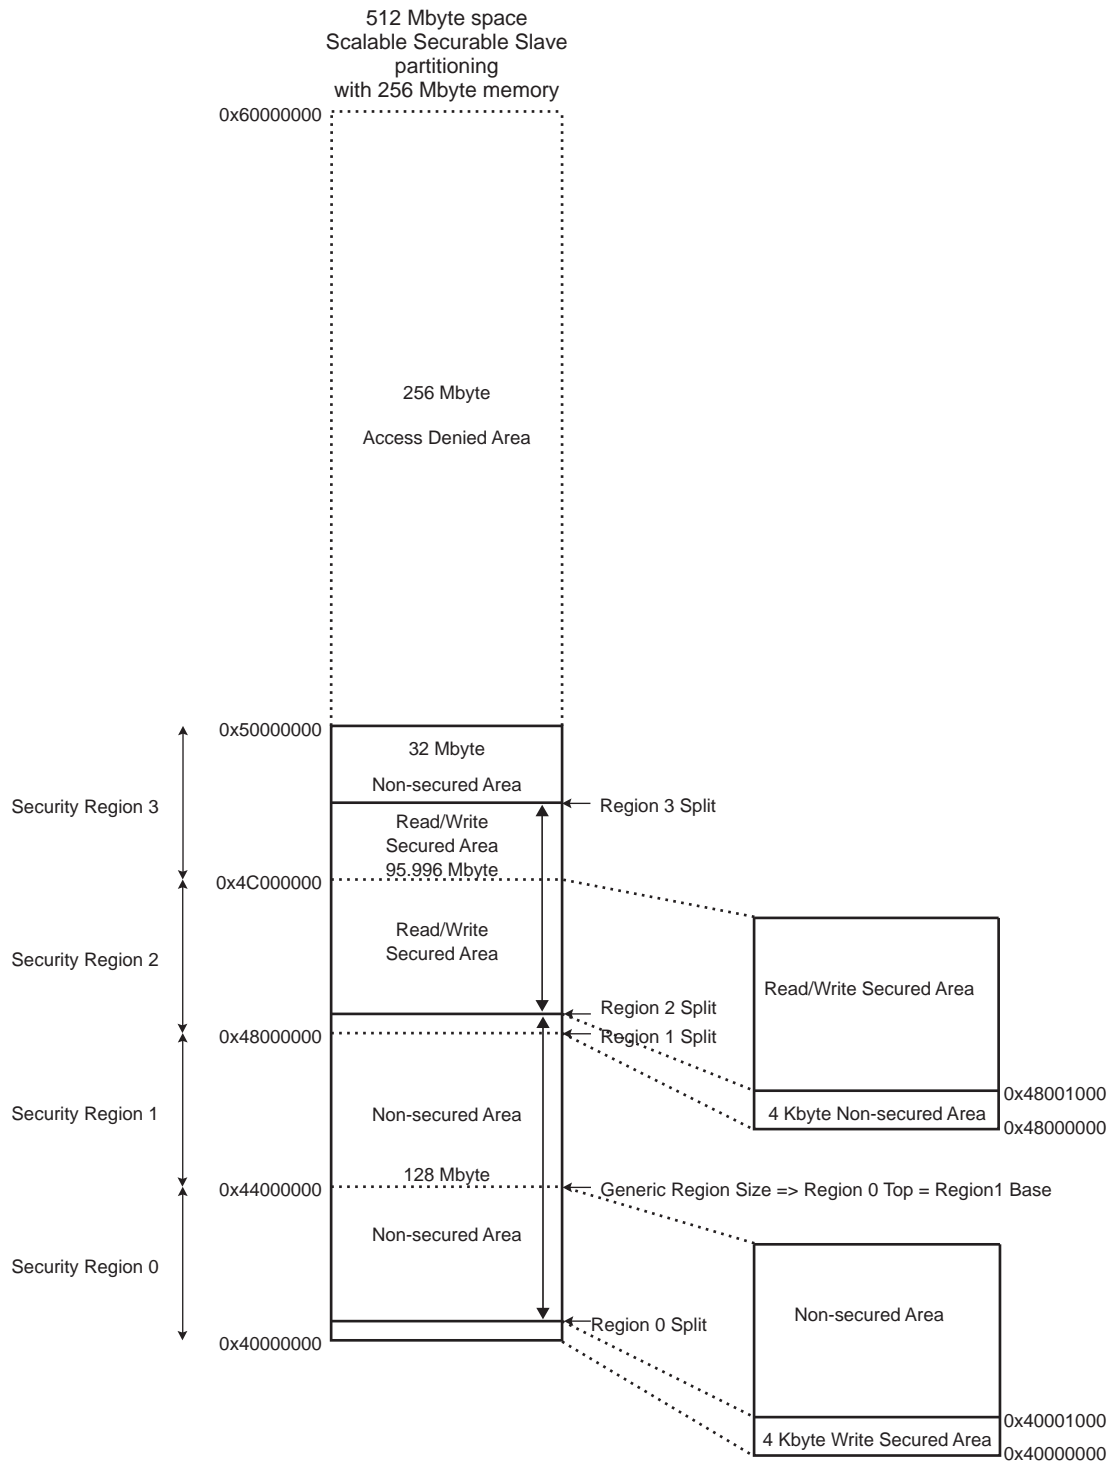 512 Mbyte space
Scalable Securable Slave
partitioning
with 256 Mbyte memory
0x60000000
256 Mbyte
Access Denied Area
0x50000000
32 Mbyte
Non-secured Area
Security Region 3
Region 3 Split
Read/Write
Secured Area
95.996 Mbyte
0x4C000000
Read/Write
Secured Area
Security Region 2
Read/Write Secured Area
Region 2 Split
0x48000000
Region 1 Split
0x48001000
4 Kbyte Non-secured Area
0x48000000
Security Region 1
Non-secured Area
128 Mbyte
0x44000000
Generic Region Size => Region 0 Top = Region1 Base
Non-secured Area
Security Region 0
Non-secured Area
Region 0 Split
0x40000000
0x40001000
4 Kbyte Write Secured Area
0x40000000